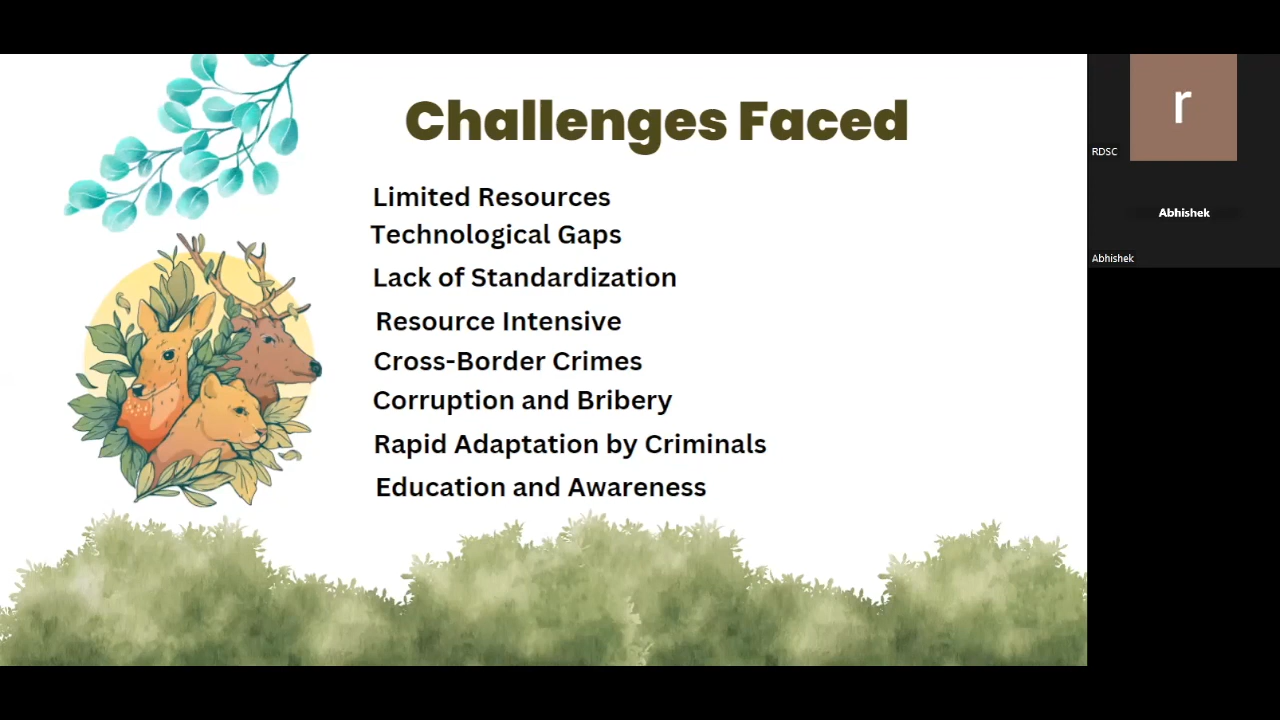 Challenges Faced
Limited Resources
Technological Gaps
Lack of Standardization
Resource Intensive
Cross-Border Crimes
Corruption and Bribery
Rapid Adaptation by Criminals
Education and Awareness
r
RDSC
Abhishek
Abhishek